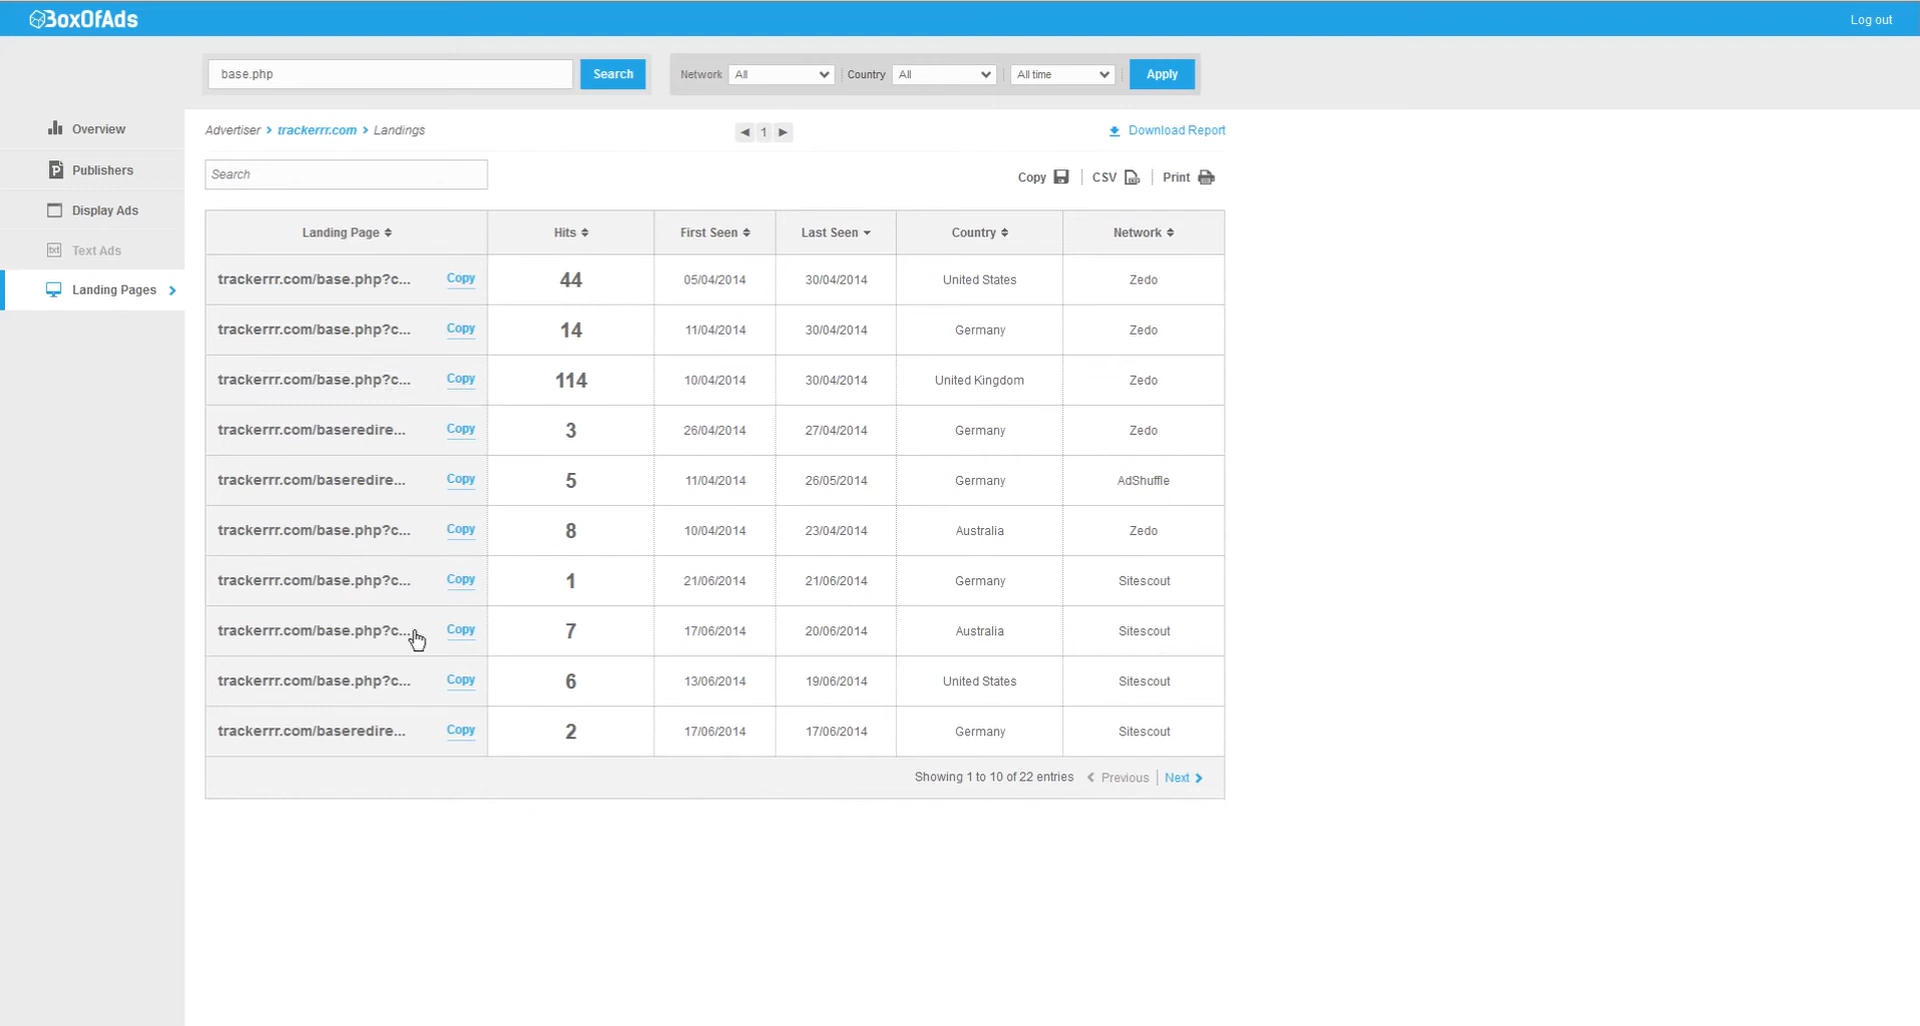 BoxOfAds
Log out
base.php
Search
Network All Country All All time Apply
Overview
Publishers
Display Ads
Text Ads
Landing Pages
Advertiser > trackerrr.com > Landings
1
Download Report
Search
Copy CSV Print
Landing Page Hits First Seen Last Seen Country Network
trackerrr.com/base.php?c... Copy 44 05/04/2014 30/04/2014 United States Zedo
trackerrr.com/base.php?c... Copy 14 11/04/2014 30/04/2014 Germany Zedo
trackerrr.com/base.php?c... Copy 114 10/04/2014 30/04/2014 United Kingdom Zedo
trackerrr.com/baseredire... Copy 3 26/04/2014 27/04/2014 Germany Zedo
trackerrr.com/baseredire... Copy 5 11/04/2014 26/05/2014 Germany AdShuffle
trackerrr.com/base.php?c... Copy 8 10/04/2014 23/04/2014 Australia Zedo
trackerrr.com/base.php?c... Copy 1 21/06/2014 21/06/2014 Germany Sitescout
trackerrr.com/base.php?c... Copy 7 17/06/2014 20/06/2014 Australia Sitescout
trackerrr.com/base.php?c... Copy 6 13/06/2014 19/06/2014 United States Sitescout
trackerrr.com/baseredire... Copy 2 17/06/2014 17/06/2014 Germany Sitescout
Showing 1 to 10 of 22 entries Previous Next